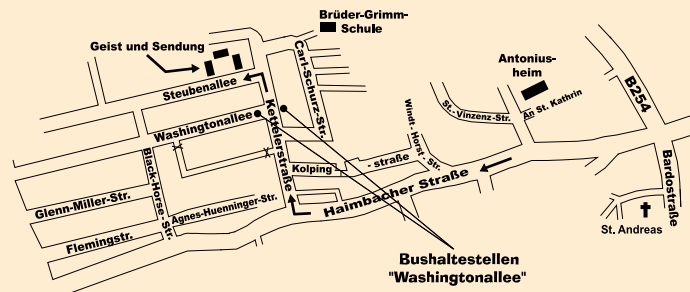 Brüder-Grimm-
Schule
Geist und Sendung
Carl-Schurz-Str.
Antonius-
heim
Steubenallee
B254
An St. Kathrin
Washingtonallee
Kettelerstraße
St.-Vinzenz-Str.
Windt-Horst-Str.
Black-Horse-Str.
Kolping
-straße
Bardostraße
Haimbacher Straße
Glenn-Miller-Str.
Agnes-Huenninger-Str.
Flemingstr.
St. Andreas
Bushaltestellen
"Washingtonallee"